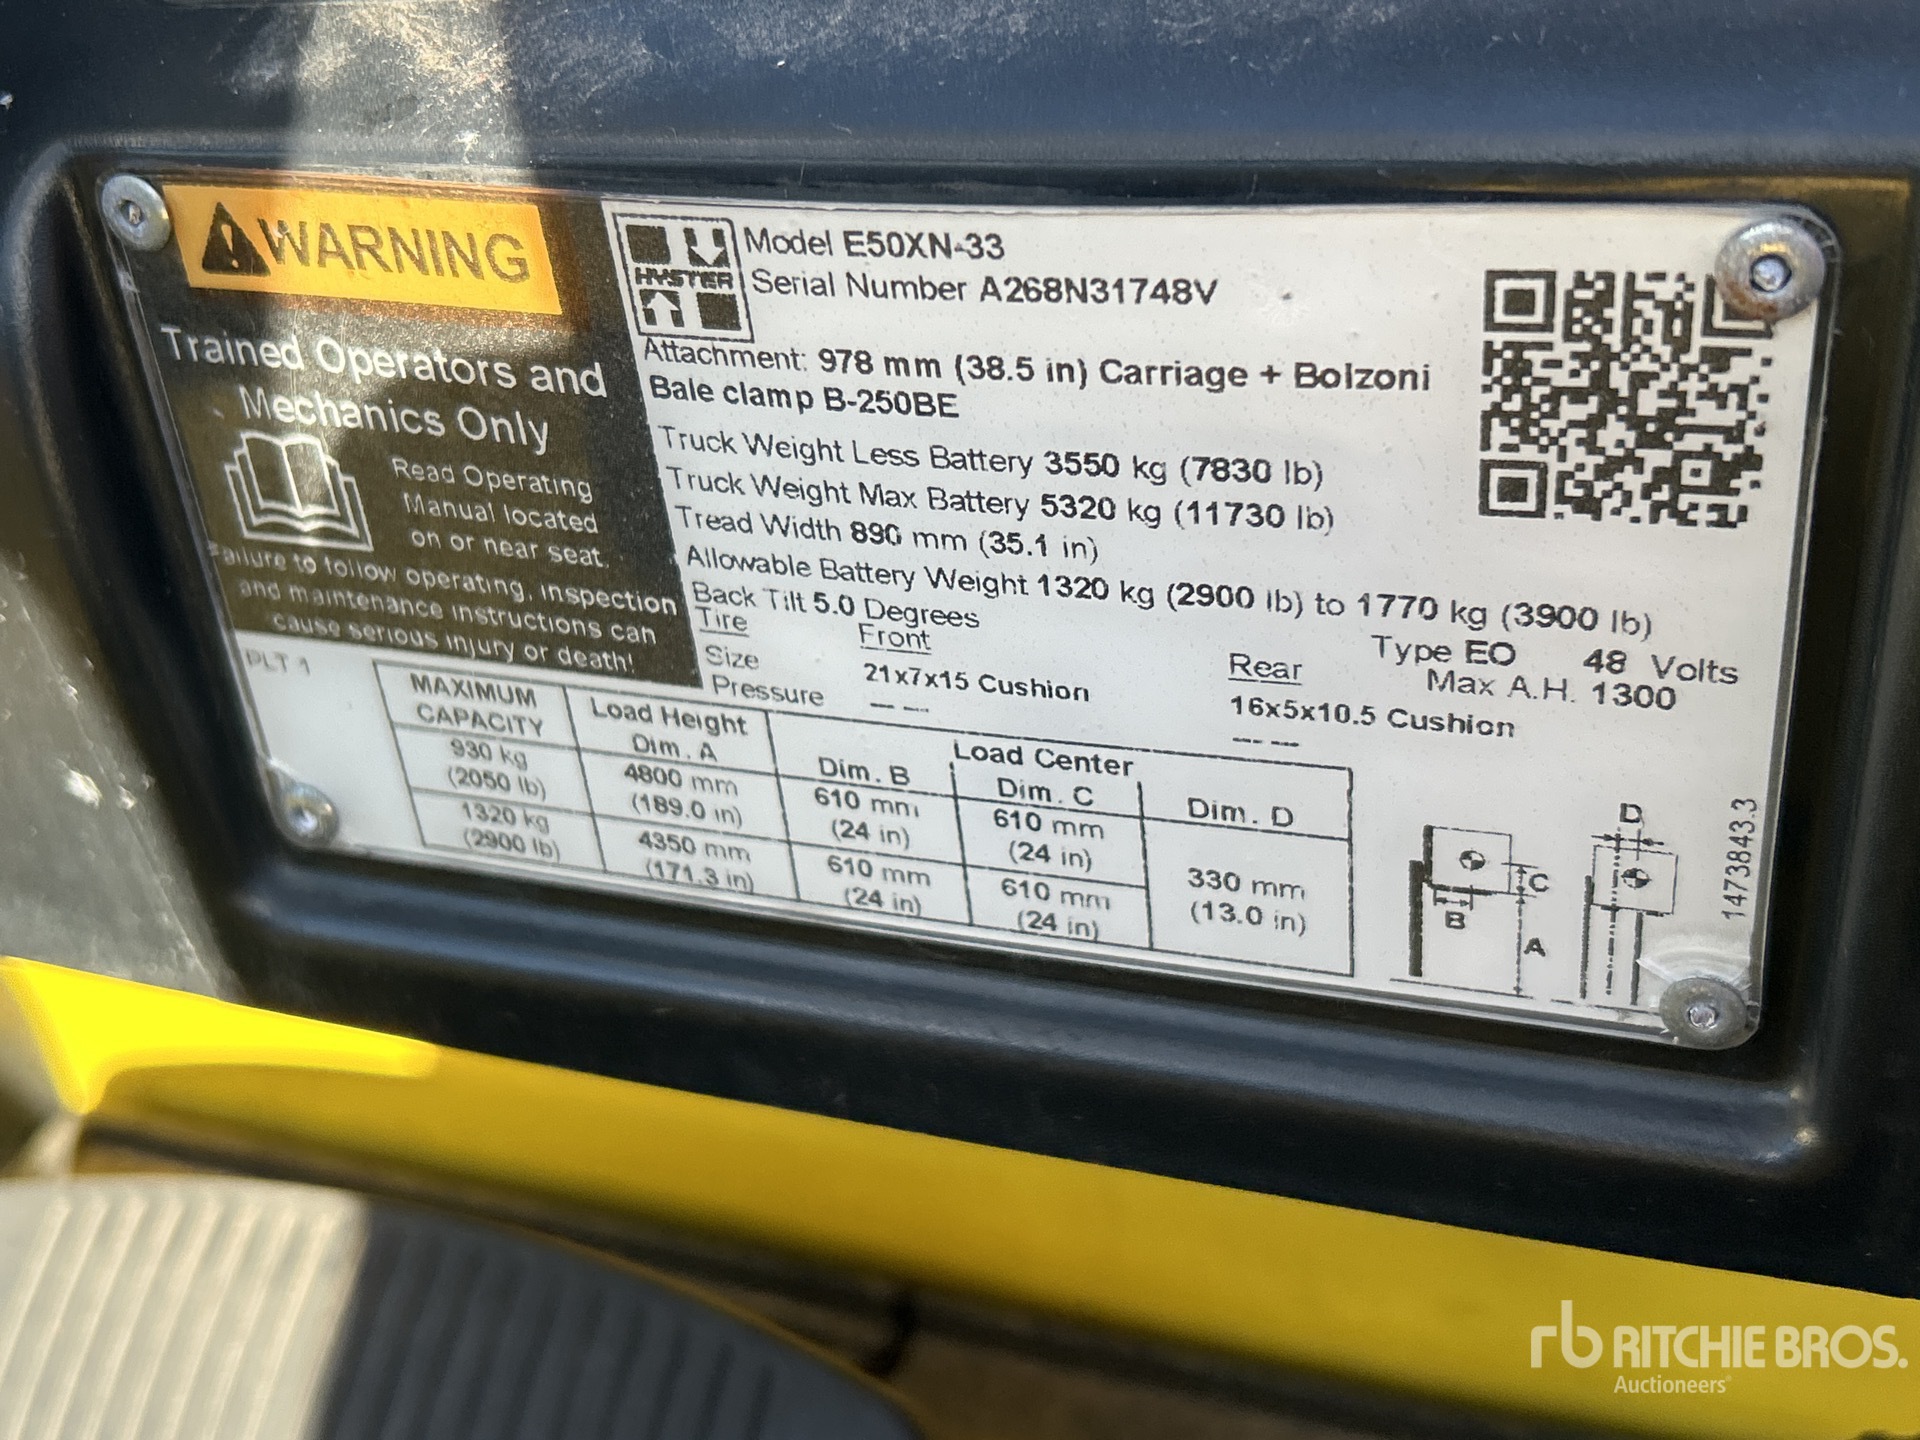 WARNING
Trained Operators and
Mechanics Only
Read Operating
Manual located
on or near seat.
Failure to follow operating, inspection
and maintenance instructions can
cause serious injury or death!
PLT 1
HYSTER
Model E50XN-33
Serial Number A268N31748V
Attachment: 978 mm (38.5 in) Carriage + Bolzoni
Bale clamp B-250BE
Truck Weight Less Battery 3550 kg (7830 lb)
Truck Weight Max Battery 5320 kg (11730 lb)
Tread Width 890 mm (35.1 in)
Allowable Battery Weight 1320 kg (2900 lb) to 1770 kg (3900 lb)
Back Tilt 5.0 Degrees
Type EO 48 Volts
Max A.H. 1300
Tire Front Rear
Size 21x7x15 Cushion 16x5x10.5 Cushion
Pressure -- -- -- --
MAXIMUM CAPACITY
Load Height Dim. A
Load Center
Dim. B Dim. C Dim. D
930 kg (2050 lb)
4800 mm (189.0 in)
610 mm (24 in)
610 mm (24 in)
330 mm (13.0 in)
1320 kg (2900 lb)
4350 mm (171.3 in)
610 mm (24 in)
610 mm (24 in)
B
C
A
D
1473843.3
rb RITCHIE BROS.
Auctioneers